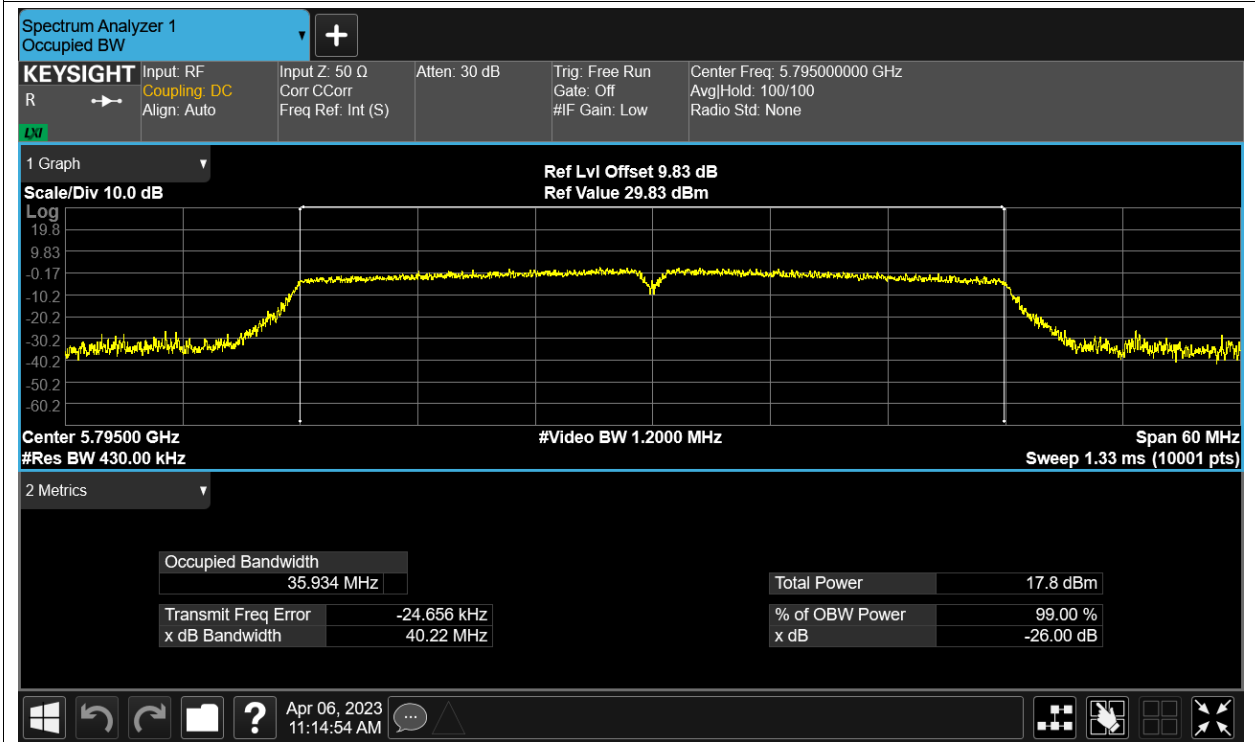 Spectrum Analyzer 1
Occupied BW
KEYSIGHT
R
LXI
Input: RF
Coupling: DC
Align: Auto
Input Z: 50 Ω
Corr CCorr
Freq Ref: Int (S)
Atten: 30 dB
Trig: Free Run
Gate: Off
#IF Gain: Low
Center Freq: 5.795000000 GHz
Avg|Hold: 100/100
Radio Std: None
1 Graph
Scale/Div 10.0 dB
Ref Lvl Offset 9.83 dB
Ref Value 29.83 dBm
Log
19.8
9.83
-0.17
-10.2
-20.2
-30.2
-40.2
-50.2
-60.2
Center 5.79500 GHz
#Video BW 1.2000 MHz
Span 60 MHz
#Res BW 430.00 kHz
Sweep 1.33 ms (10001 pts)
2 Metrics
Occupied Bandwidth
35.934 MHz
Transmit Freq Error -24.656 kHz
x dB Bandwidth 40.22 MHz
Total Power 17.8 dBm
% of OBW Power 99.00 %
x dB -26.00 dB
?
Apr 06, 2023
11:14:54 AM